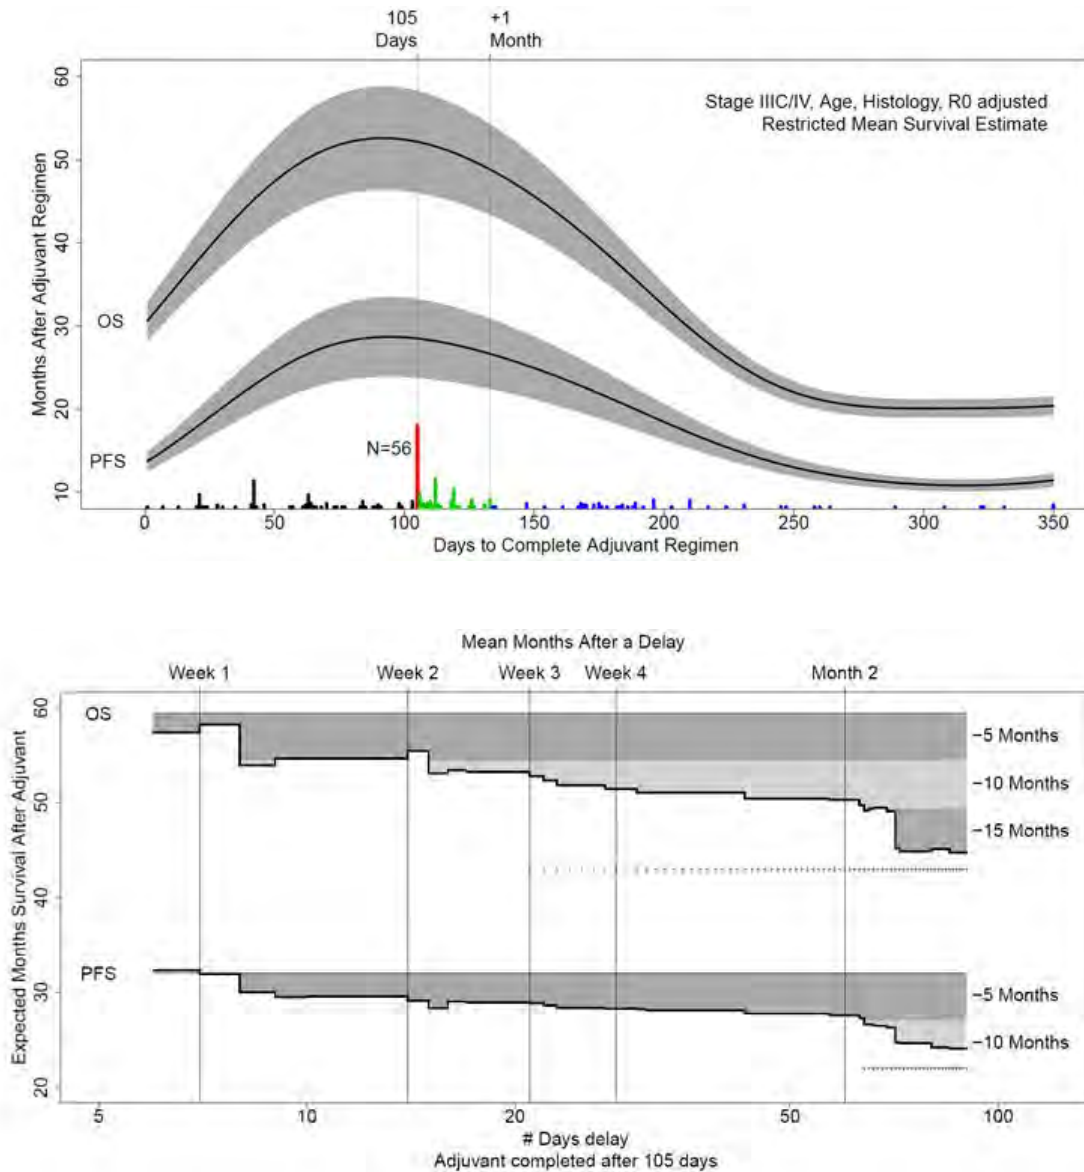 105
Days
+1
Month
Stage IIIC/IV, Age, Histology, R0 adjusted
Restricted Mean Survival Estimate
Months After Adjuvant Regimen
60
50
40
30
20
10
OS
PFS
N=56
0 50 100 150 200 250 300 350
Days to Complete Adjuvant Regimen
Mean Months After a Delay
Week 1 Week 2 Week 3 Week 4 Month 2
Expected Months Survival After Adjuvant
60
50
40
30
20
OS
−5 Months
−10 Months
−15 Months
PFS
−5 Months
−10 Months
5 10 20 50 100
# Days delay
Adjuvant completed after 105 days